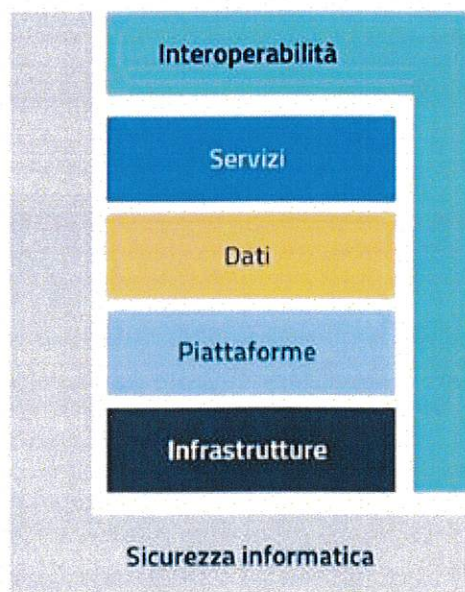 Interoperabilità
Servizi
Dati
Piattaforme
Infrastrutture
Sicurezza informatica